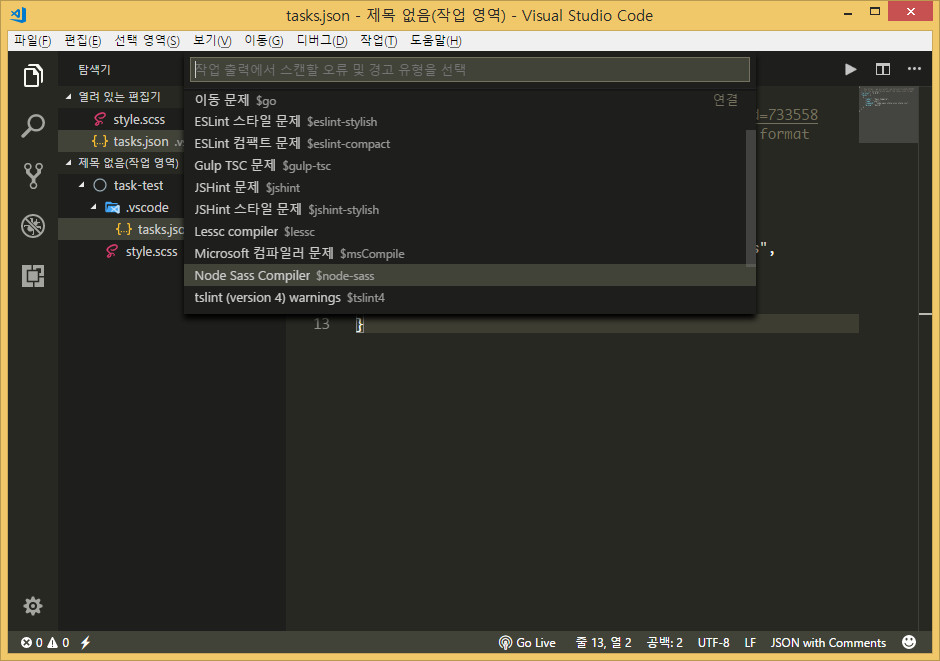 tasks.json - 제목 없음(작업 영역) - Visual Studio Code
파일(F) 편집(E) 선택 영역(S) 보기(V) 이동(G) 디버그(D) 작업(T) 도움말(H)
탐색기
열려 있는 편집기
style.scss
{..} tasks.json
제목 없음(작업 영역)
task-test
.vscode
{..} tasks.jsc
style.scss
작업 출력에서 스캔할 오류 및 경고 유형을 선택
이동 문제 $go 연결
ESLint 스타일 문제 $eslint-stylish
ESLint 컴팩트 문제 $eslint-compact
Gulp TSC 문제 $gulp-tsc
JSHint 문제 $jshint
JSHint 스타일 문제 $jshint-stylish
Lessc compiler $lessc
Microsoft 컴파일러 문제 $msCompile
Node Sass Compiler $node-sass
tslint (version 4) warnings $tslint4
=733558
format
",
13 }
0 0 Go Live 줄 13, 열 2 공백: 2 UTF-8 LF JSON with Comments